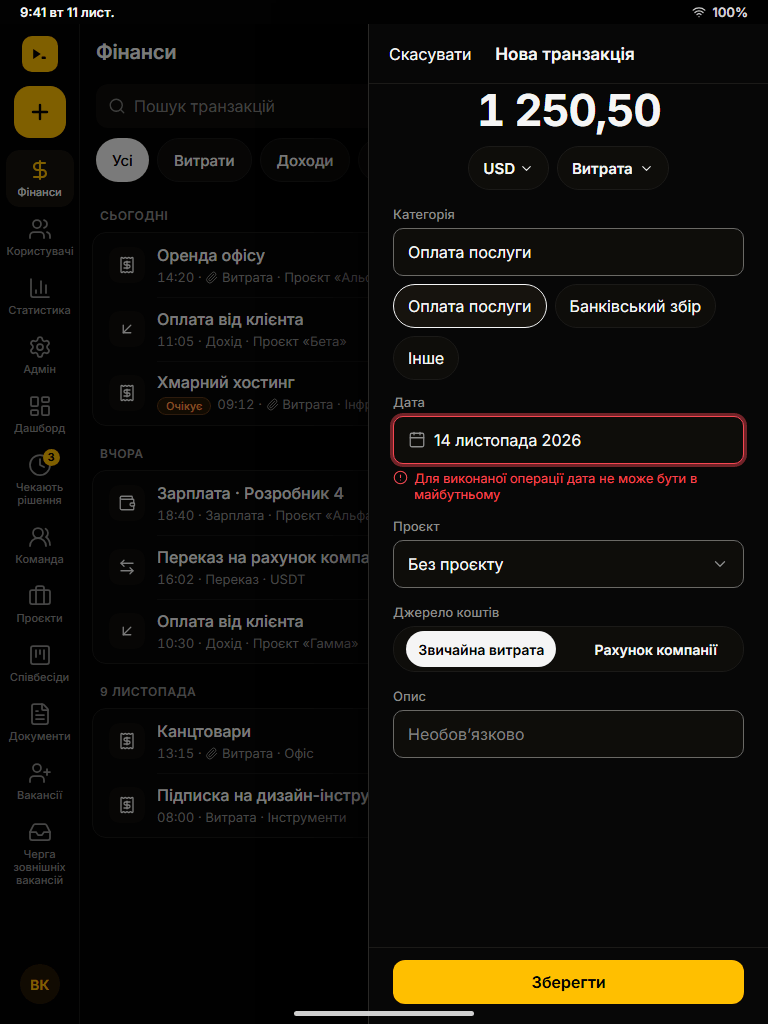 9:41 вт 11 лист.
100%
Фінанси
Користувачі
Статистика
Адмін
Дашборд
3
Чекають
рішення
Команда
Проєкти
Співбесіди
Документи
Вакансії
Черга
зовнішніх
вакансій
ВК
Фінанси
Пошук транзакцій
Усі
Витрати
Доходи
СЬОГОДНІ
Оренда офісу
14:20 · Витрата · Проєкт «Аль
Оплата від клієнта
11:05 · Дохід · Проєкт «Бета»
Хмарний хостинг
Очікує 09:12 · Витрата · Інф
ВЧОРА
Зарплата · Розробник 4
18:40 · Зарплата · Проєкт «Альф
Переказ на рахунок компа
16:02 · Переказ · USDT
Оплата від клієнта
10:30 · Дохід · Проєкт «Гамма»
9 ЛИСТОПАДА
Канцтовари
13:15 · Витрата · Офіс
Підписка на дизайн-інстру
08:00 · Витрата · Інструменти
Скасувати
Нова транзакція
1 250,50
USD
Витрата
Категорія
Оплата послуги
Оплата послуги
Банківський збір
Інше
Дата
14 листопада 2026
Для виконаної операції дата не може бути в
майбутньому
Проєкт
Без проєкту
Джерело коштів
Звичайна витрата
Рахунок компанії
Опис
Необов’язково
Зберегти